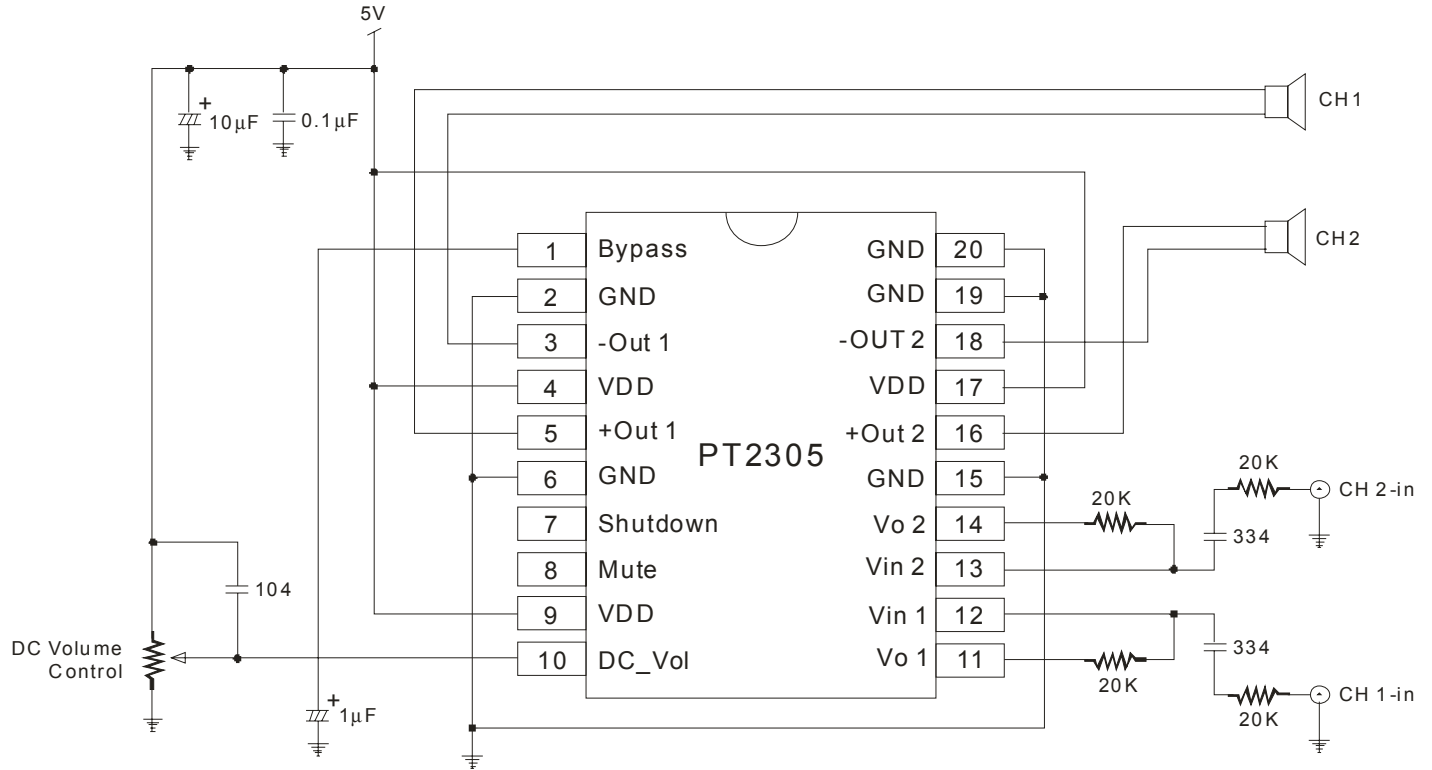 5V
10µF
0.1µF
CH1
CH2
1 Bypass
2 GND
3 -Out 1
4 VDD
5 +Out 1
6 GND
7 Shutdown
8 Mute
9 VDD
10 DC_Vol
PT2305
GND 20
GND 19
-OUT 2 18
VDD 17
+Out 2 16
GND 15
Vo 2 14
Vin 2 13
Vin 1 12
Vo 1 11
20K
20K
CH 2-in
334
334
20K
20K
CH 1-in
104
DC Volume
Control
1µF
+
+